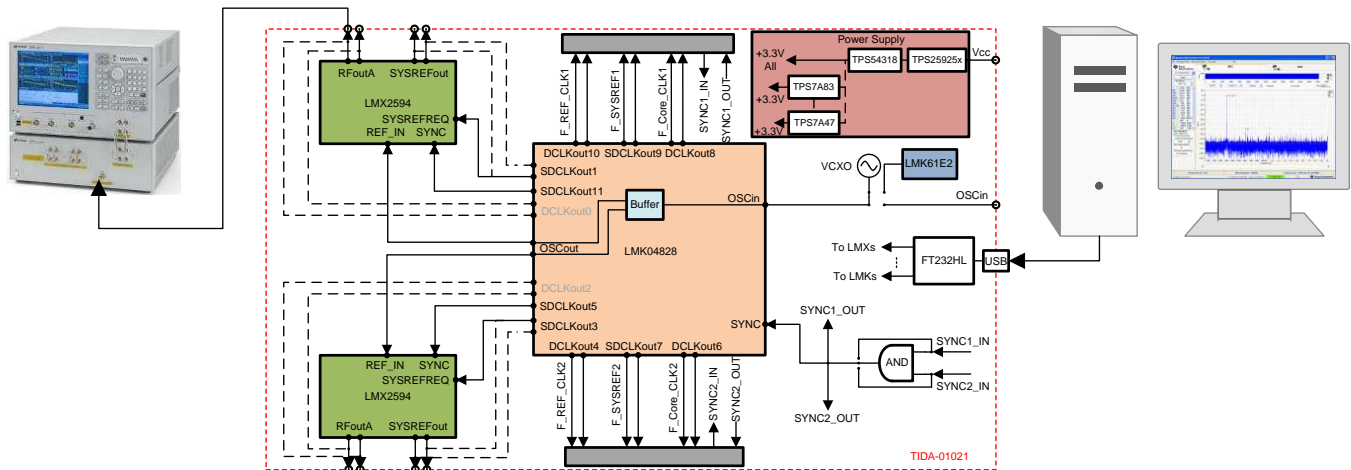 RFoutA
SYSREFout
LMX2594
SYSREFREQ
REF_IN
SYNC
F_REF_CLK1
F_SYSREF1
F_Core_CLK1
SYNC1_IN
SYNC1_OUT
Power Supply
+3.3V
All
TPS54318
TPS25925x
Vcc
TPS7A83
+3.3V
TPS7A47
+3.3V
DCLKout10
SDCLKout9
DCLKout8
SDCLKout1
SDCLKout11
DCLKout0
Buffer
OSCin
OSCout
LMK04828
VCXO
LMK61E2
OSCin
To LMXs
To LMKs
FT232HL
USB
DCLKout2
SDCLKout5
SDCLKout3
SYNC
DCLKout4
SDCLKout7
DCLKout6
SYNC1_OUT
SYNC1_IN
AND
SYNC2_IN
SYNC2_OUT
REF_IN
SYNC
SYSREFREQ
LMX2594
RFoutA
SYSREFout
F_REF_CLK2
F_SYSREF2
F_Core_CLK2
SYNC2_IN
SYNC2_OUT
TIDA-01021